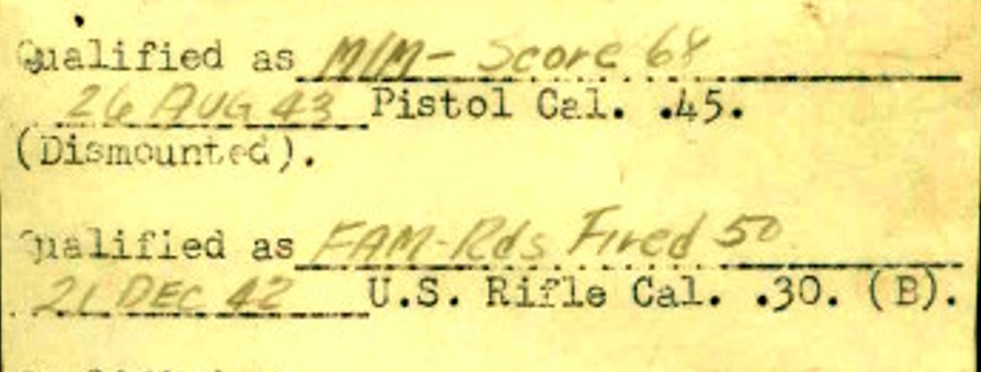 Qualified as MM- Score 68
26 AUG 43 Pistol Cal. .45.
(Dismounted).
Qualified as FAM-Rds Fired 50
21 DEC 42 U.S. Rifle Cal. .30. (B).